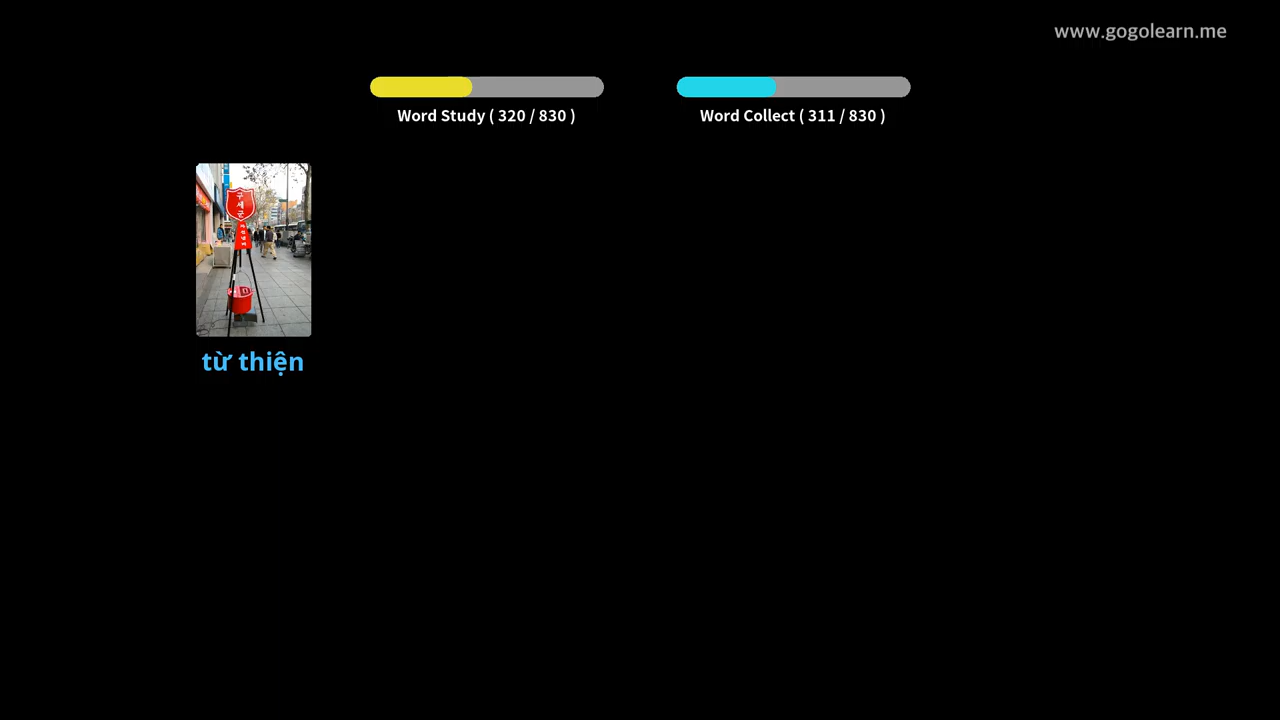 www.gogolearn.me
Word Study ( 320 / 830 )
Word Collect ( 311 / 830 )
구세군
từ thiện